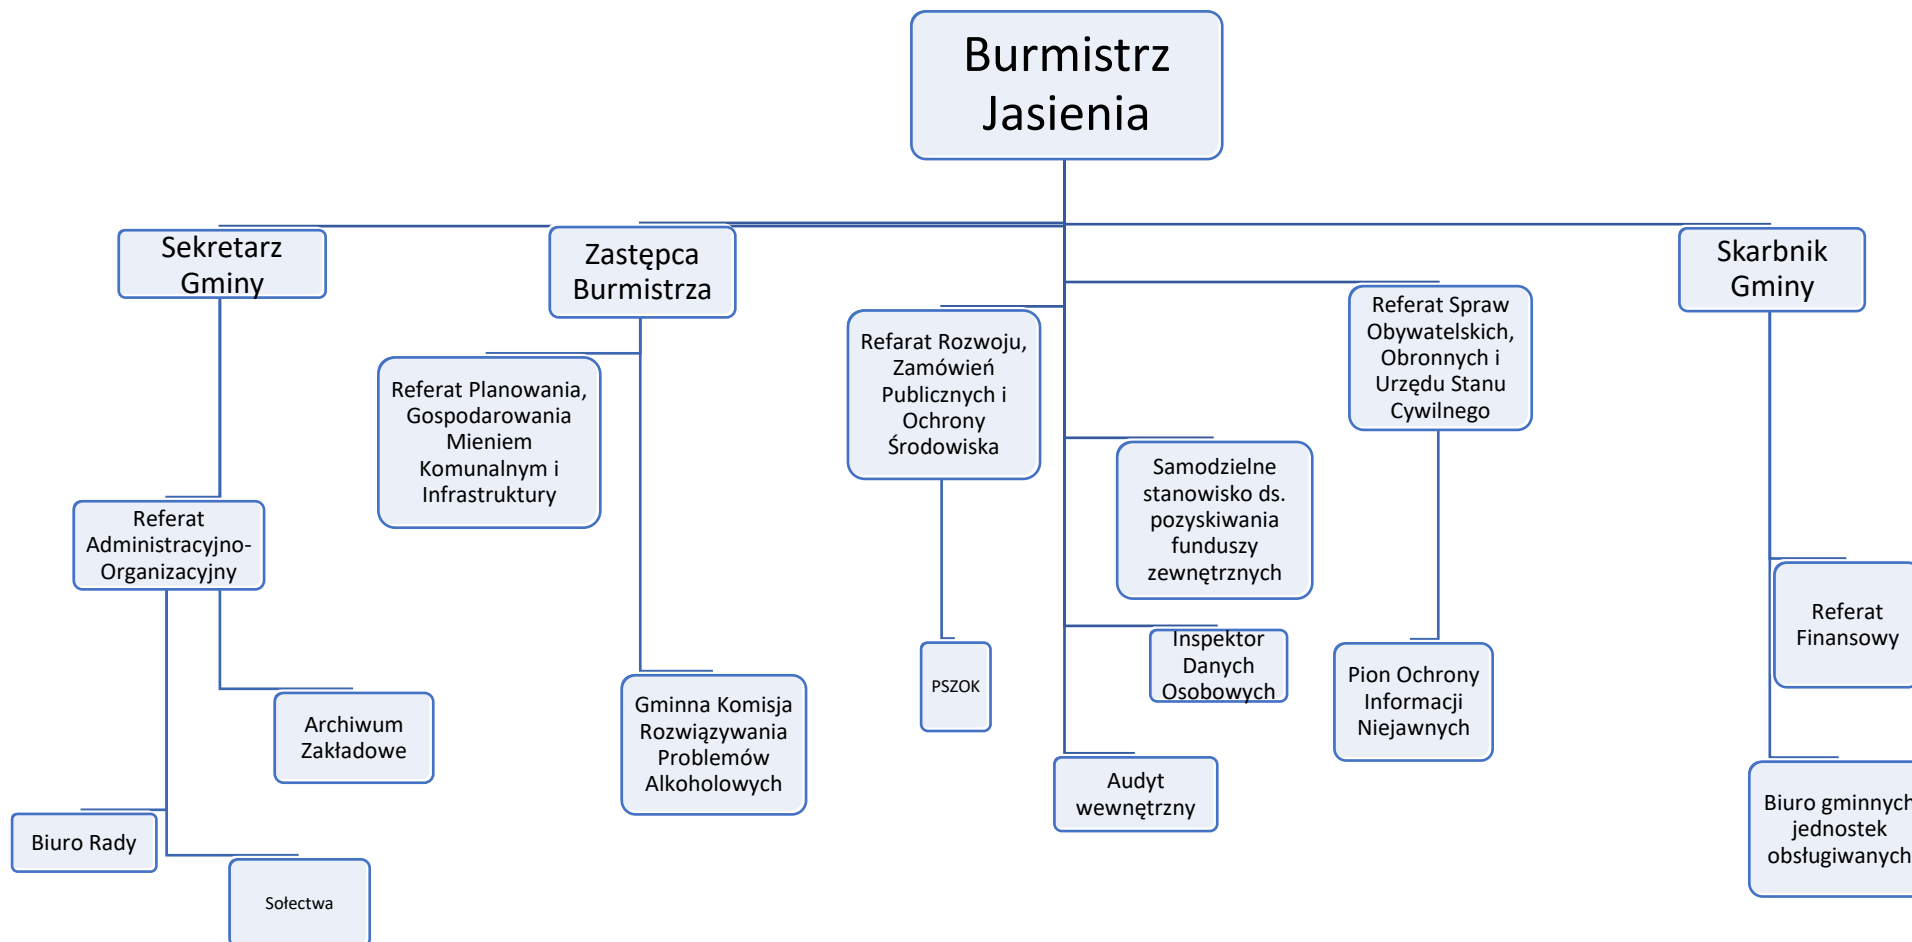 Burmistrz
Jasienia
Sekretarz
Gminy
Zastępca
Burmistrza
Skarbnik
Gminy
Referat Planowania,
Gospodarowania
Mieniem
Komunalnym i
Infrastruktury
Refarat Rozwoju,
Zamówień
Publicznych i
Ochrony
Środowiska
Referat Spraw
Obywatelskich,
Obronnych i
Urzędu Stanu
Cywilnego
Samodzielne
stanowisko ds.
pozyskiwania
funduszy
zewnętrznych
Referat
Administracyjno-
Organizacyjny
Referat
Finansowy
Inspektor
Danych
Osobowych
PSZOK
Pion Ochrony
Informacji
Niejawnych
Archiwum
Zakładowe
Gminna Komisja
Rozwiązywania
Problemów
Alkoholowych
Audyt
wewnętrzny
Biuro gminnych
jednostek
obsługiwanych
Biuro Rady
Sołectwa